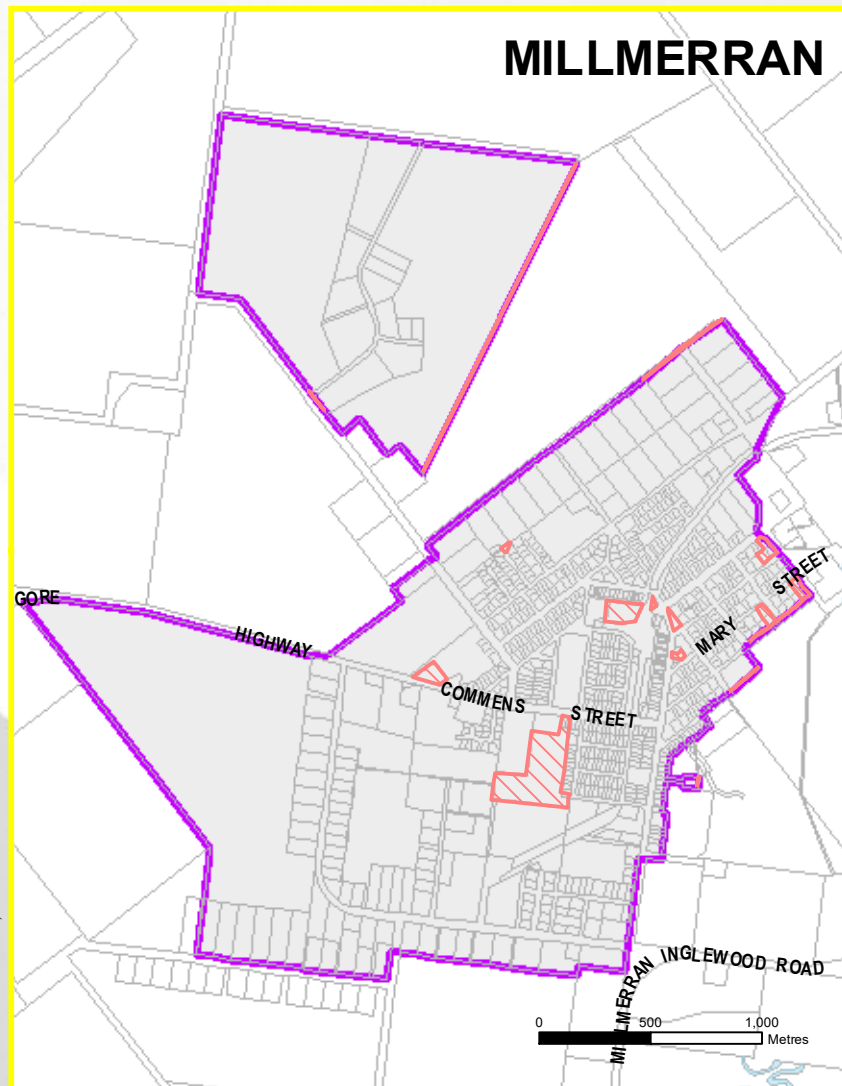 MILLMERRAN
GORE
HIGHWAY
STREET
MARY
COMMENS
STREET
MILLMERRAN INGLEWOOD ROAD
0 500 1,000
Metres